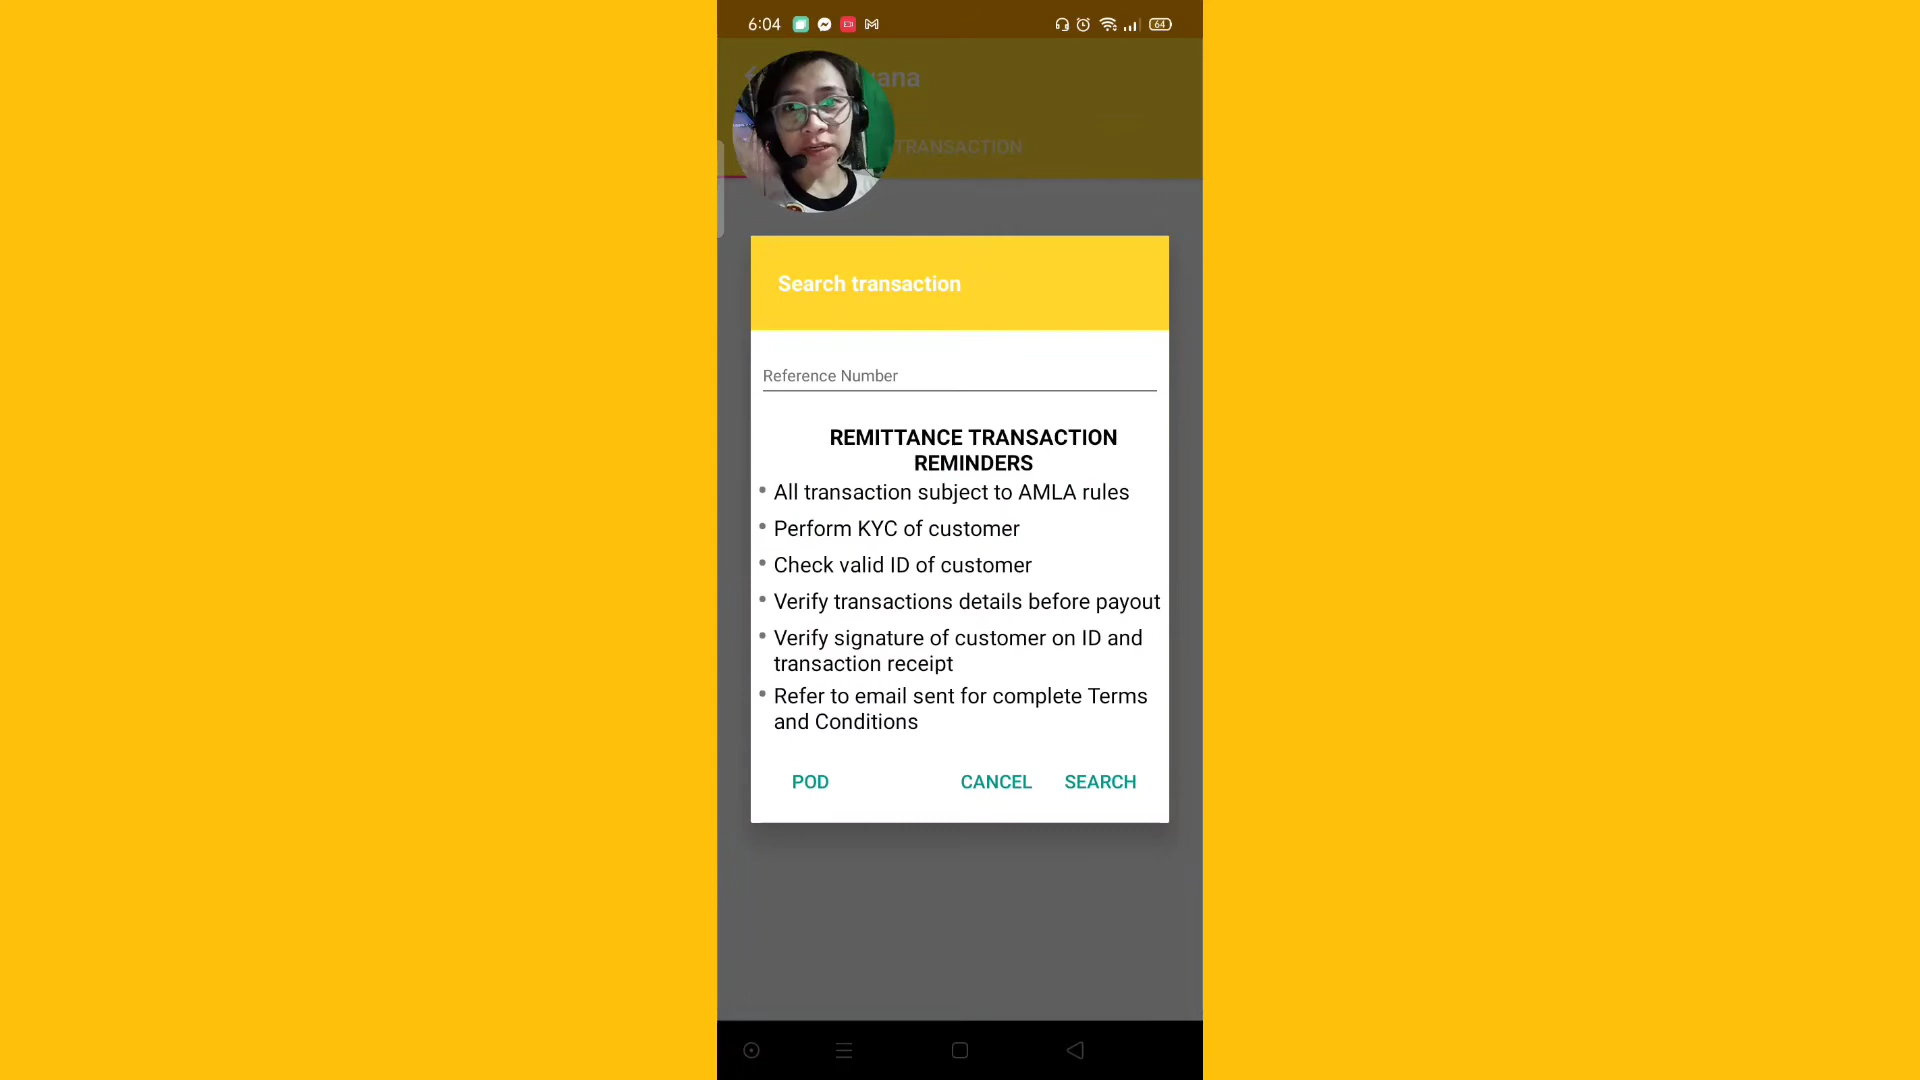 6:04
64
TRANSACTION
Search transaction
Reference Number
REMITTANCE TRANSACTION
REMINDERS
• All transaction subject to AMLA rules
• Perform KYC of customer
• Check valid ID of customer
• Verify transactions details before payout
• Verify signature of customer on ID and
transaction receipt
• Refer to email sent for complete Terms
and Conditions
POD CANCEL SEARCH